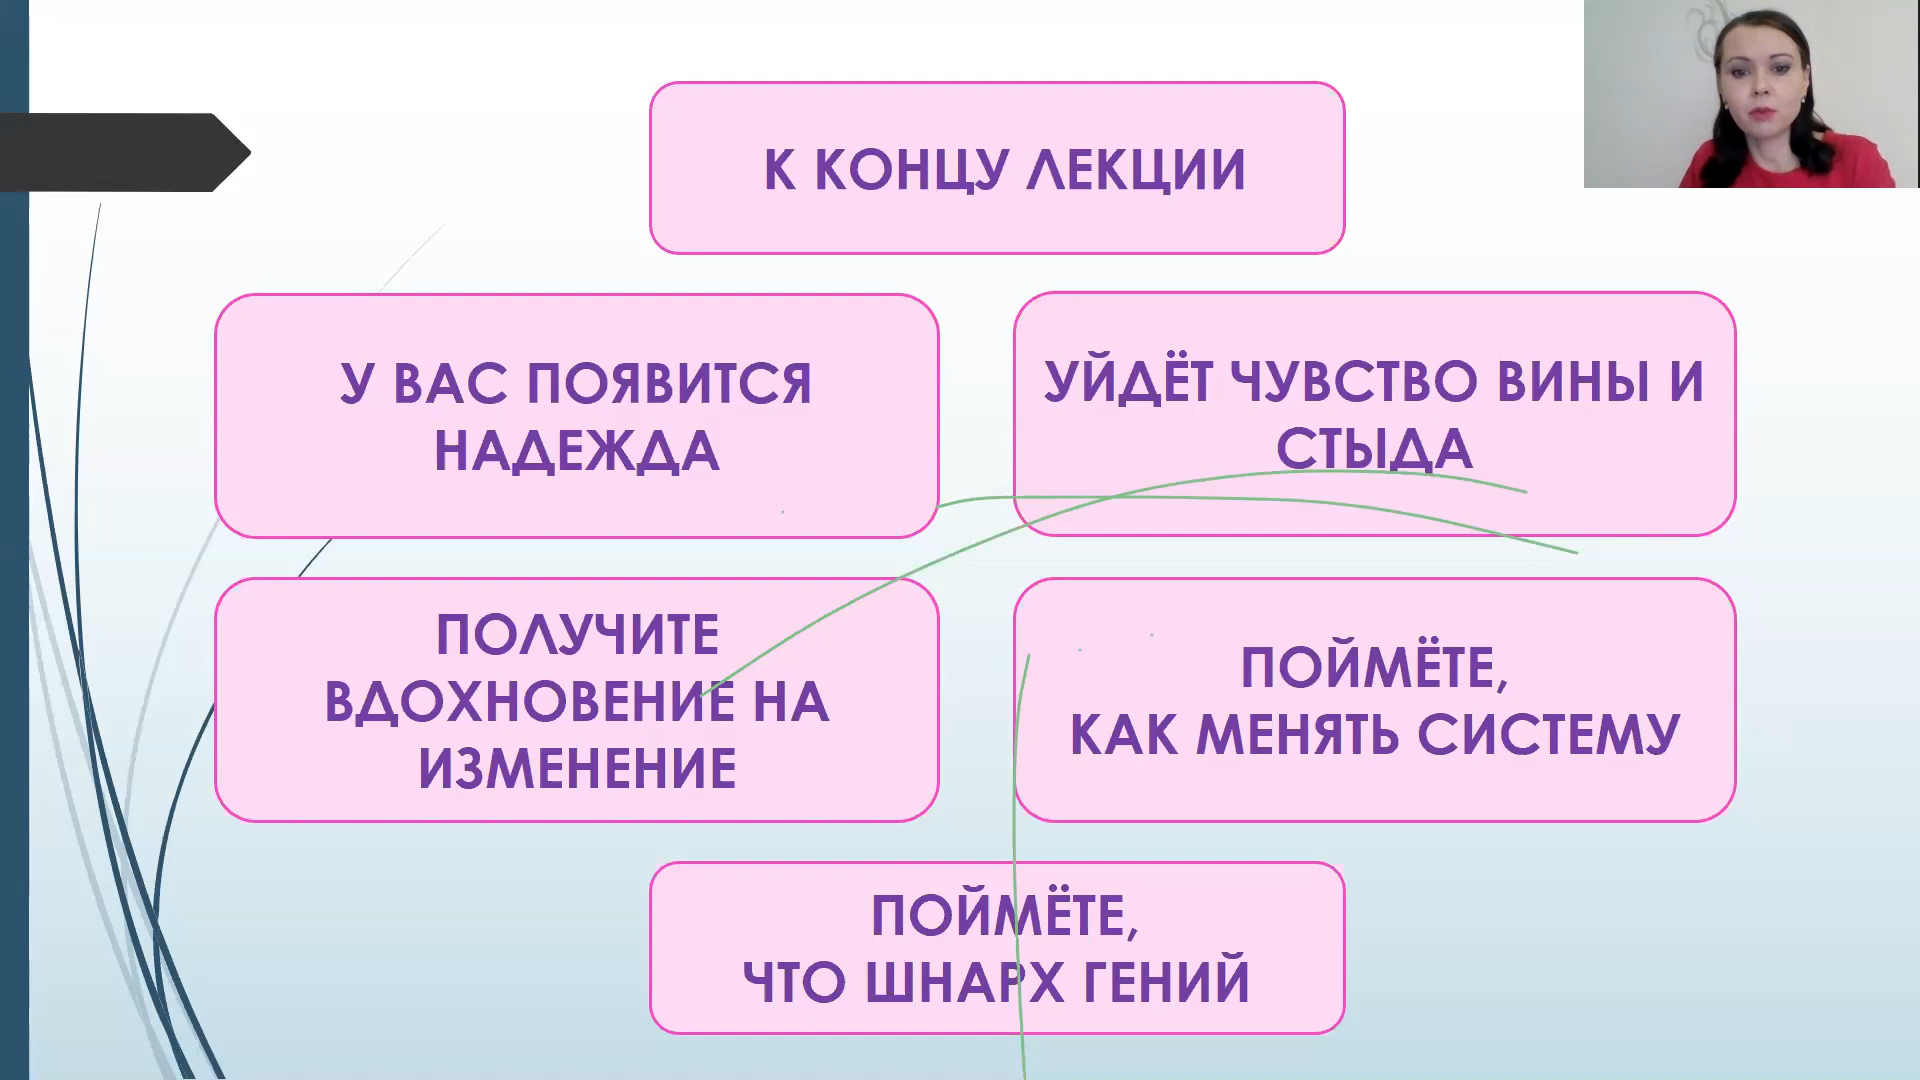 К КОНЦУ ЛЕКЦИИ
У ВАС ПОЯВИТСЯ
НАДЕЖДА
УЙДЁТ ЧУВСТВО ВИНЫ И
СТЫДА
ПОЛУЧИТЕ
ВДОХНОВЕНИЕ НА
ИЗМЕНЕНИЕ
ПОЙМЁТЕ,
КАК МЕНЯТЬ СИСТЕМУ
ПОЙМЁТЕ,
ЧТО ШНАРХ ГЕНИЙ